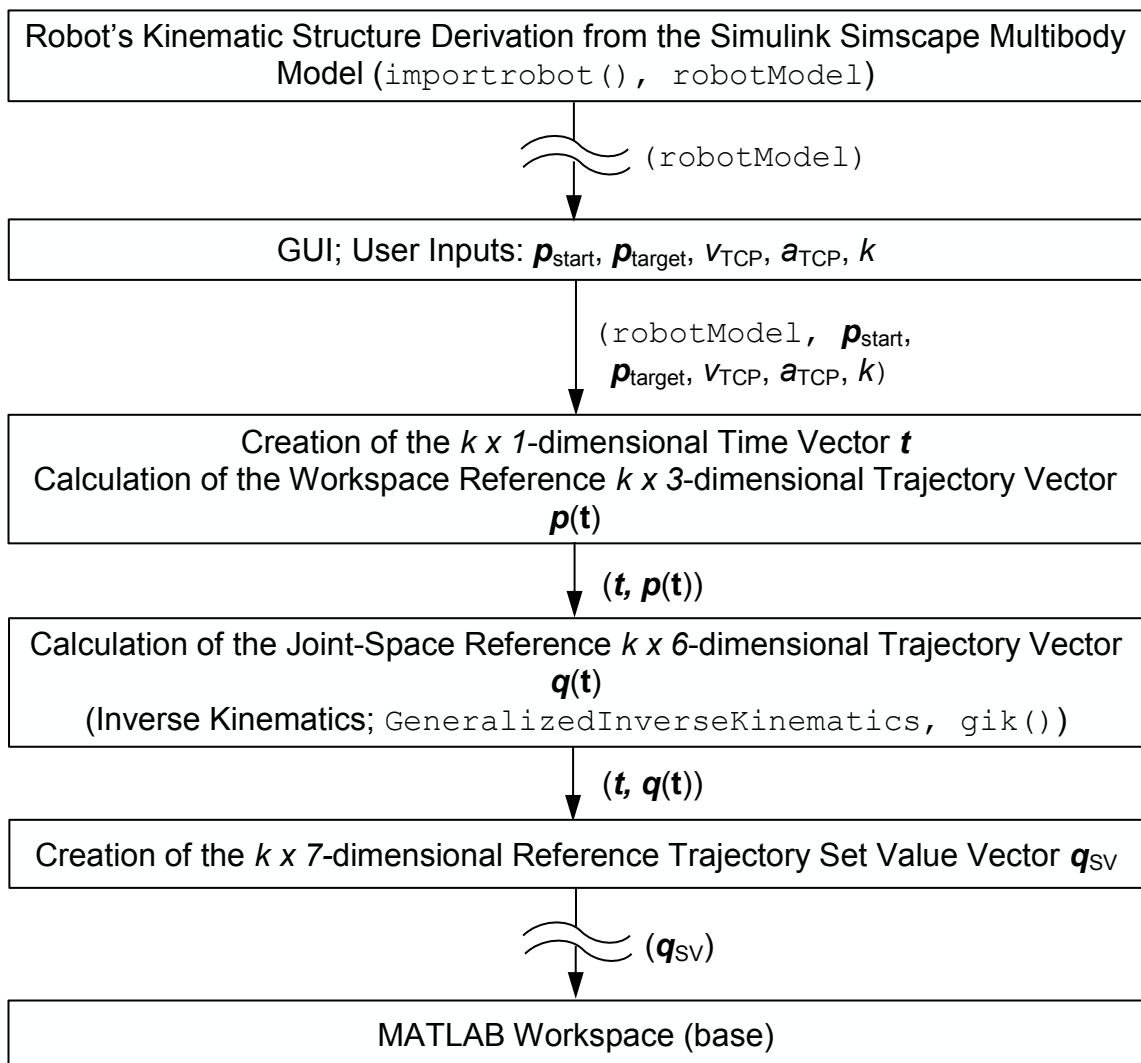 Robot's Kinematic Structure Derivation from the Simulink Simscape Multibody
Model (importrobot(), robotModel)
(robotModel)
GUI; User Inputs: pstart, ptarget, vTCP, aTCP, k
(robotModel, pstart,
ptarget, vTCP, aTCP, k)
Creation of the k x 1-dimensional Time Vector t
Calculation of the Workspace Reference k x 3-dimensional Trajectory Vector
p(t)
(t, p(t))
Calculation of the Joint-Space Reference k x 6-dimensional Trajectory Vector
q(t)
(Inverse Kinematics; GeneralizedInverseKinematics, gik())
(t, q(t))
Creation of the k x 7-dimensional Reference Trajectory Set Value Vector qSV
(qSV)
MATLAB Workspace (base)